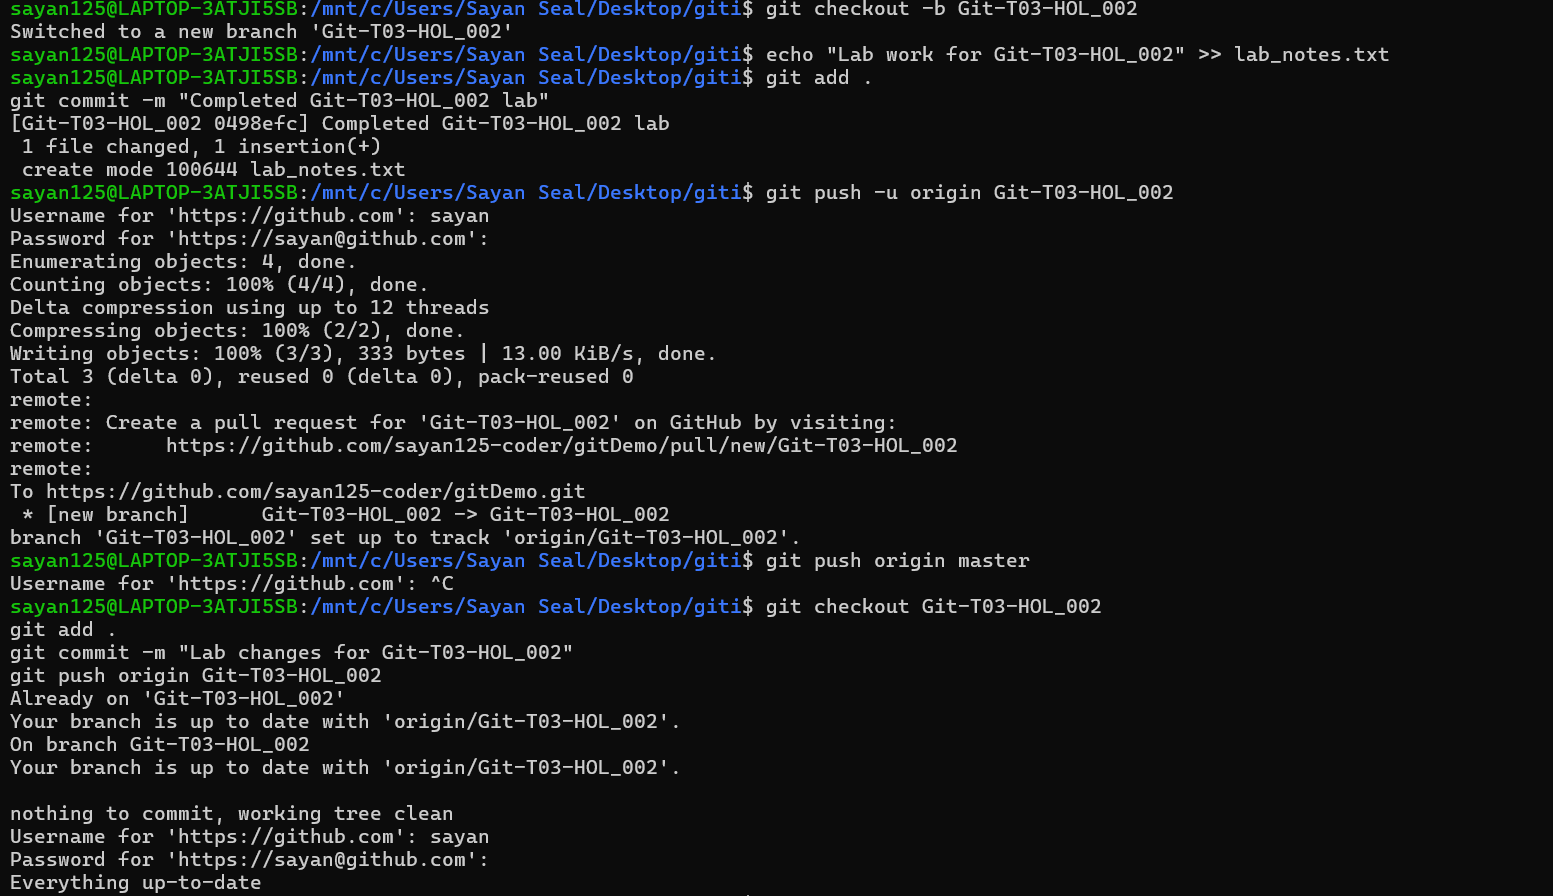 sayan125@LAPTOP-3ATJI5SB:/mnt/c/Users/Sayan Seal/Desktop/giti$ git checkout -b Git-T03-HOL_002
Switched to a new branch 'Git-T03-HOL_002'
sayan125@LAPTOP-3ATJI5SB:/mnt/c/Users/Sayan Seal/Desktop/giti$ echo "Lab work for Git-T03-HOL_002" >> lab_notes.txt
sayan125@LAPTOP-3ATJI5SB:/mnt/c/Users/Sayan Seal/Desktop/giti$ git add .
git commit -m "Completed Git-T03-HOL_002 lab"
[Git-T03-HOL_002 0498efc] Completed Git-T03-HOL_002 lab
 1 file changed, 1 insertion(+)
 create mode 100644 lab_notes.txt
sayan125@LAPTOP-3ATJI5SB:/mnt/c/Users/Sayan Seal/Desktop/giti$ git push -u origin Git-T03-HOL_002
Username for 'https://github.com': sayan
Password for 'https://sayan@github.com':
Enumerating objects: 4, done.
Counting objects: 100% (4/4), done.
Delta compression using up to 12 threads
Compressing objects: 100% (2/2), done.
Writing objects: 100% (3/3), 333 bytes | 13.00 KiB/s, done.
Total 3 (delta 0), reused 0 (delta 0), pack-reused 0
remote:
remote: Create a pull request for 'Git-T03-HOL_002' on GitHub by visiting:
remote:      https://github.com/sayan125-coder/gitDemo/pull/new/Git-T03-HOL_002
remote:
To https://github.com/sayan125-coder/gitDemo.git
 * [new branch]      Git-T03-HOL_002 -> Git-T03-HOL_002
branch 'Git-T03-HOL_002' set up to track 'origin/Git-T03-HOL_002'.
sayan125@LAPTOP-3ATJI5SB:/mnt/c/Users/Sayan Seal/Desktop/giti$ git push origin master
Username for 'https://github.com': ^C
sayan125@LAPTOP-3ATJI5SB:/mnt/c/Users/Sayan Seal/Desktop/giti$ git checkout Git-T03-HOL_002
git add .
git commit -m "Lab changes for Git-T03-HOL_002"
git push origin Git-T03-HOL_002
Already on 'Git-T03-HOL_002'
Your branch is up to date with 'origin/Git-T03-HOL_002'.
On branch Git-T03-HOL_002
Your branch is up to date with 'origin/Git-T03-HOL_002'.

nothing to commit, working tree clean
Username for 'https://github.com': sayan
Password for 'https://sayan@github.com':
Everything up-to-date